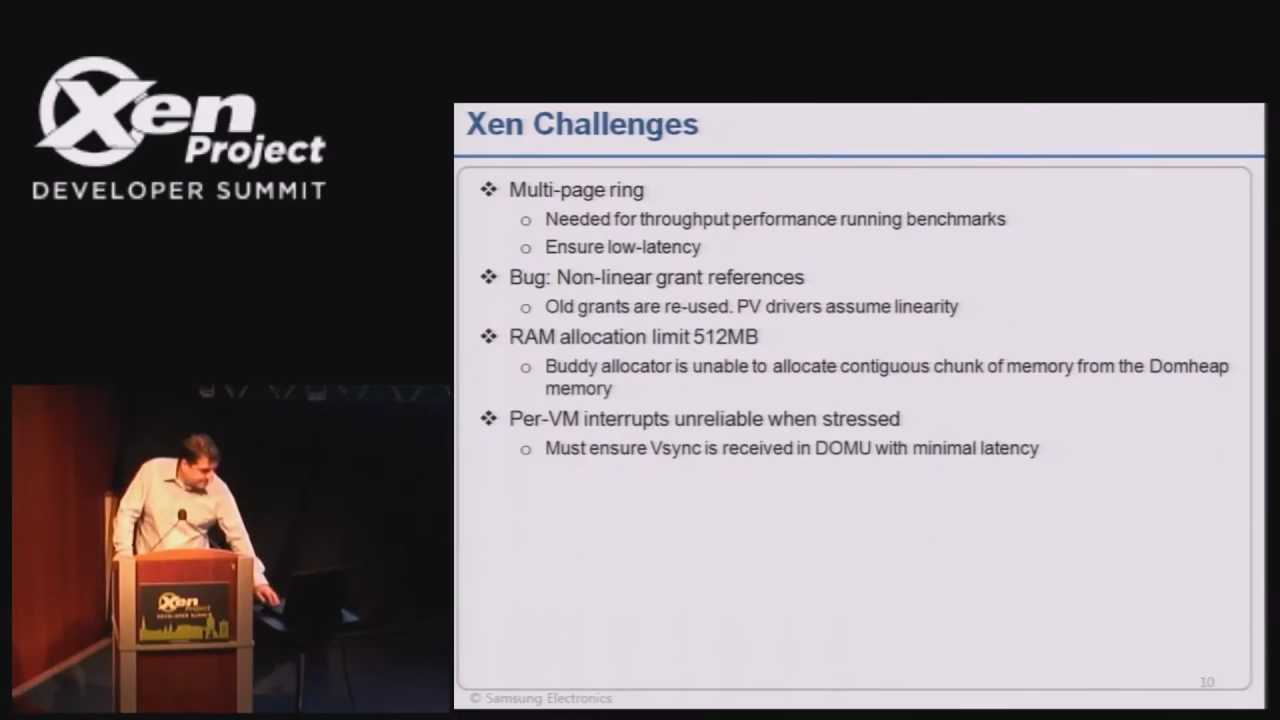 Xen
Project
DEVELOPER SUMMIT
Xen Challenges
❖ Multi-page ring
o Needed for throughput performance running benchmarks
o Ensure low-latency
❖ Bug: Non-linear grant references
o Old grants are re-used. PV drivers assume linearity
❖ RAM allocation limit 512MB
o Buddy allocator is unable to allocate contiguous chunk of memory from the Domheap
memory
❖ Per-VM interrupts unreliable when stressed
o Must ensure Vsync is received in DOMU with minimal latency
10
© Samsung Electronics
Xen
Project
DEVELOPER SUMMIT